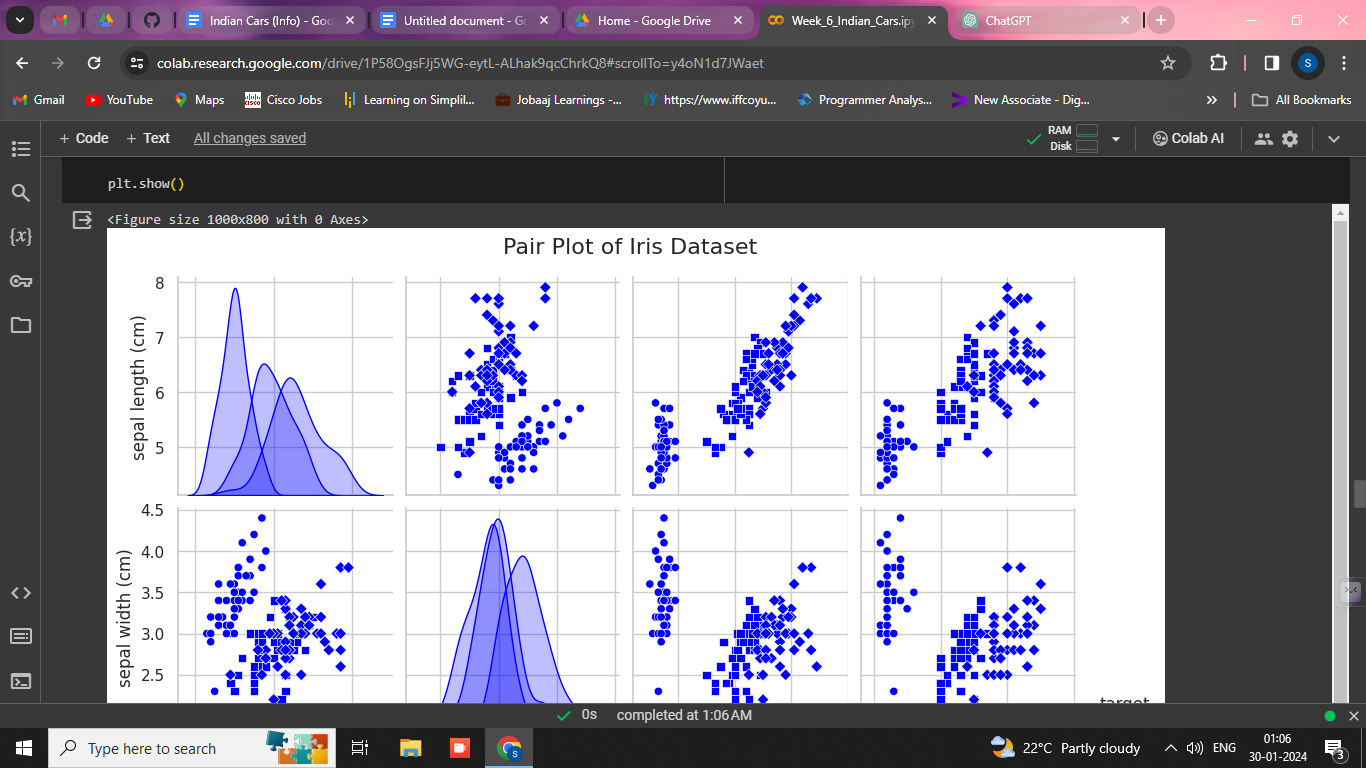 Indian Cars (Info) - Goo
Untitled document - Go
Home - Google Drive
Week_6_Indian_Cars.ipy
ChatGPT
colab.research.google.com/drive/1P58OgsFJj5WG-eytL-ALhak9qcChrkQ8#scrollTo=y4oN1d7JWaet
S
Gmail
YouTube
Maps
Cisco Jobs
Learning on Simplil...
Jobaaj Learnings -...
https://www.iffcoyu...
Programmer Analys...
New Associate - Dig...
»
All Bookmarks
+ Code
+ Text
All changes saved
RAM
Disk
Colab AI
plt.show()
<Figure size 1000x800 with 0 Axes>
Pair Plot of Iris Dataset
8
7
6
5
sepal length (cm)
4.5
4.0
3.5
3.0
2.5
sepal width (cm)
target
0s completed at 1:06 AM
Type here to search
22°C Partly cloudy
ENG
01:06
30-01-2024
3